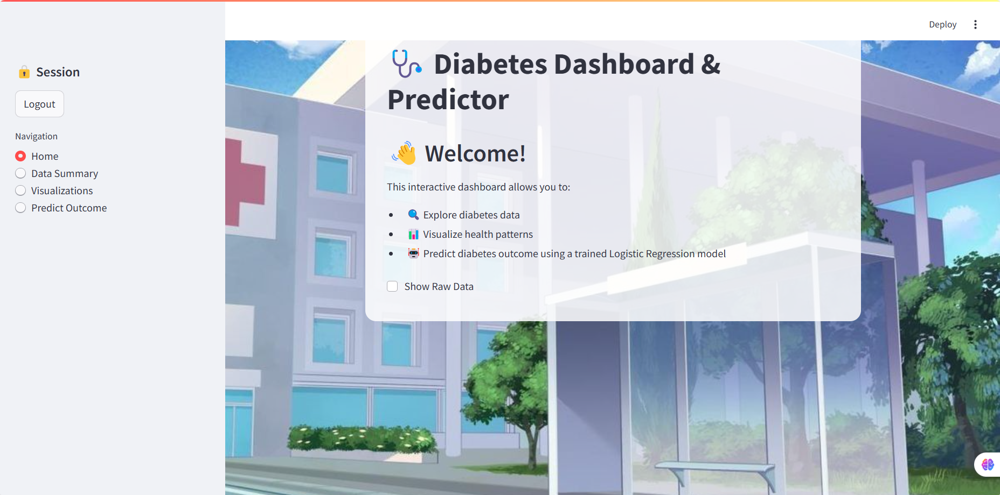 Deploy
🔒 Session
Logout
Navigation
Home
Data Summary
Visualizations
Predict Outcome
🩺 Diabetes Dashboard &
Predictor
👋 Welcome!
This interactive dashboard allows you to:
• 🔍 Explore diabetes data
• 📊 Visualize health patterns
• 🤖 Predict diabetes outcome using a trained Logistic Regression model
Show Raw Data